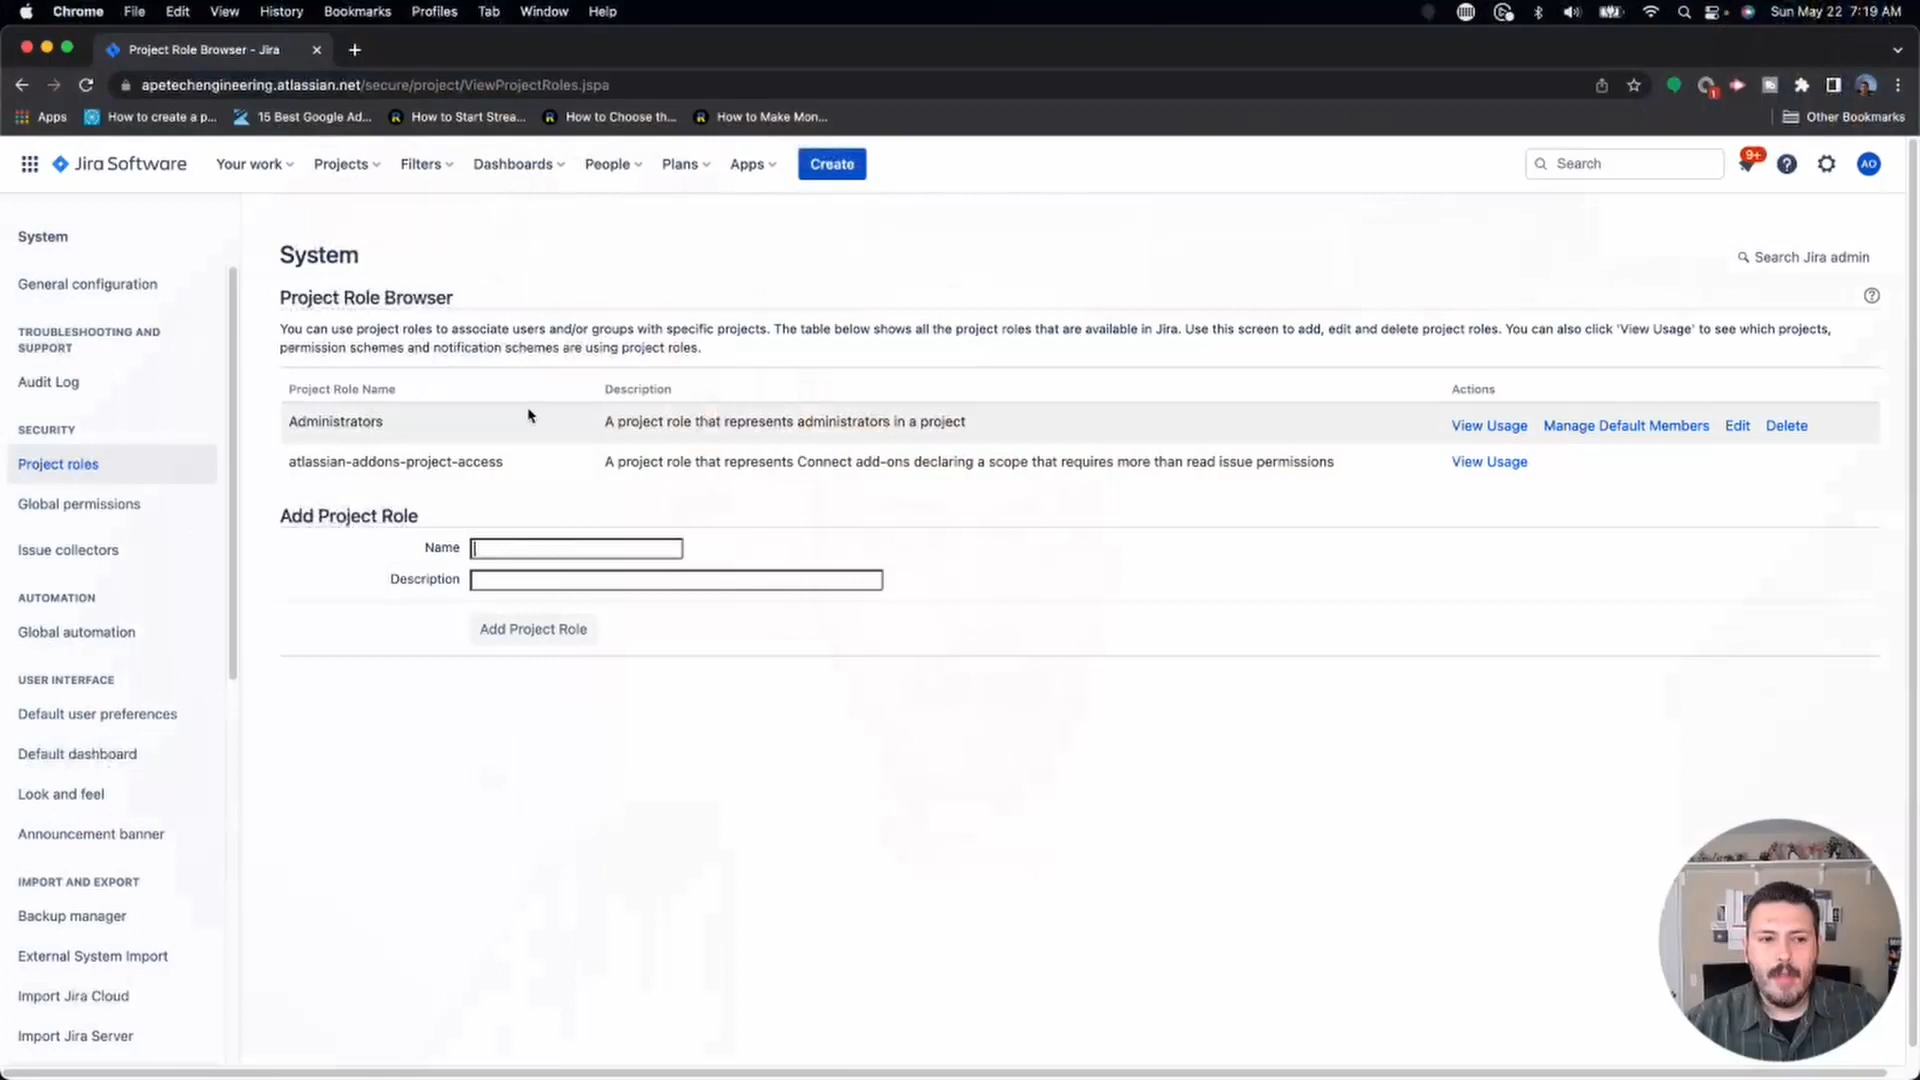 Chrome File Edit View History Bookmarks Profiles Tab Window Help Sun May 22 7:19 AM
Project Role Browser - Jira
apetechengineering.atlassian.net/secure/project/ViewProjectRoles.jspa
Apps How to create a p... 15 Best Google Ad... How to Start Strea... How to Choose th... How to Make Mon... Other Bookmarks
Jira Software Your work Projects Filters Dashboards People Plans Apps Create Search 9+ AO
System
General configuration
TROUBLESHOOTING AND
SUPPORT
Audit Log
SECURITY
Project roles
Global permissions
Issue collectors
AUTOMATION
Global automation
USER INTERFACE
Default user preferences
Default dashboard
Look and feel
Announcement banner
IMPORT AND EXPORT
Backup manager
External System Import
Import Jira Cloud
Import Jira Server
System
Search Jira admin
Project Role Browser
You can use project roles to associate users and/or groups with specific projects. The table below shows all the project roles that are available in Jira. Use this screen to add, edit and delete project roles. You can also click 'View Usage' to see which projects,
permission schemes and notification schemes are using project roles.
Project Role Name Description Actions
Administrators A project role that represents administrators in a project View Usage Manage Default Members Edit Delete
atlassian-addons-project-access A project role that represents Connect add-ons declaring a scope that requires more than read issue permissions View Usage
Add Project Role
Name
Description
Add Project Role